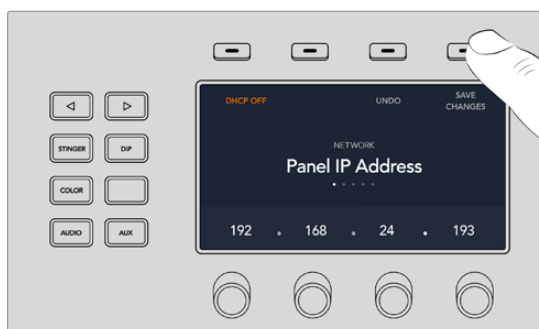 DHCP OFF
UNDO
SAVE
CHANGES
NETWORK
Panel IP Address
192 . 168 . 24 . 193
STINGER
DIP
COLOR
AUDIO
AUX